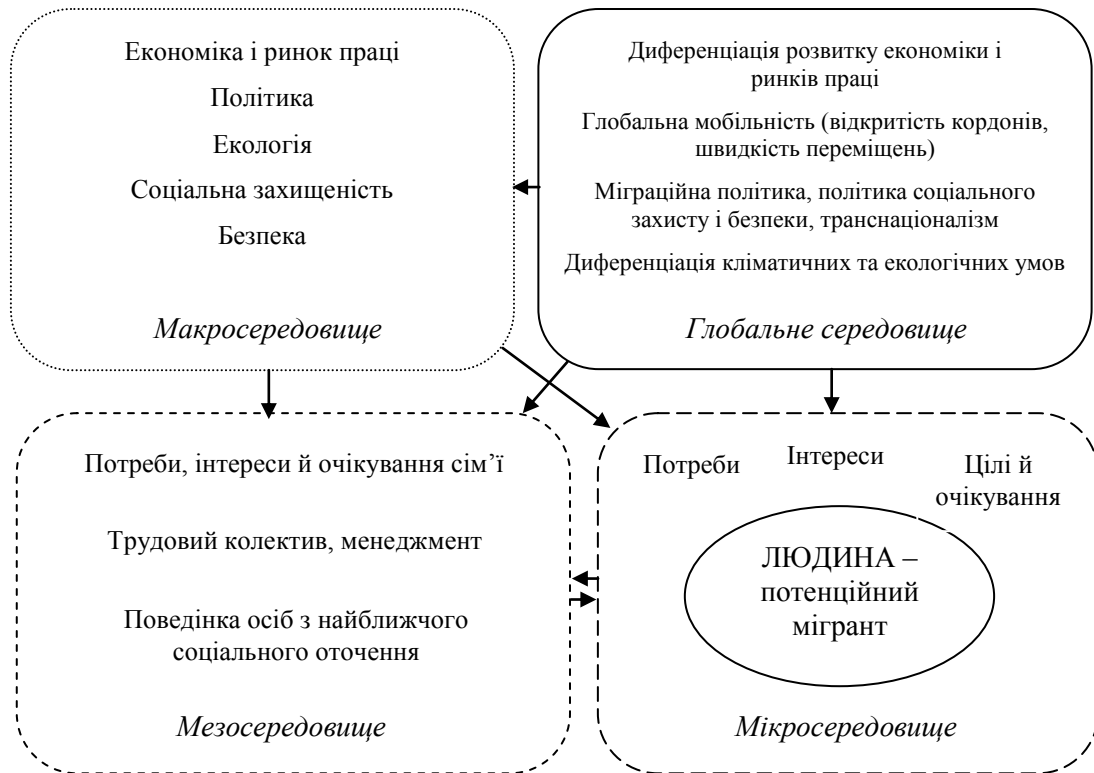 Економіка і ринок праці
Політика
Екологія
Соціальна захищеність
Безпека
Макросередовище
Диференціація розвитку економіки і
ринків праці
Глобальна мобільність (відкритість кордонів,
швидкість переміщень)
Міграційна політика, політика соціального
захисту і безпеки, транснаціоналізм
Диференціація кліматичних та екологічних умов
Глобальне середовище
Потреби, інтереси й очікування сім’ї
Трудовий колектив, менеджмент
Поведінка осіб з найближчого
соціального оточення
Мезосередовище
Потреби
Інтереси
Цілі й
очікування
ЛЮДИНА –
потенційний
мігрант
Мікросередовище